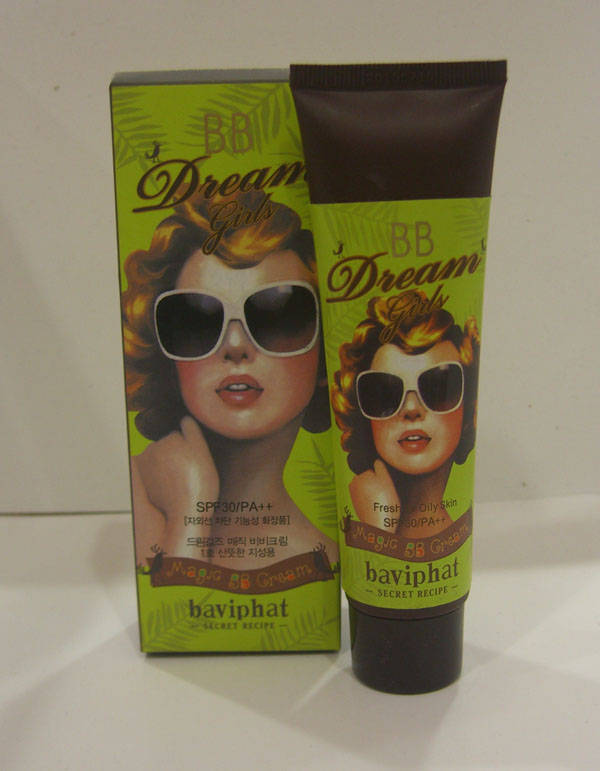 BB
Dream
Girls
SPF30/PA++
[자외선 차단 기능성 화장품]
드림걸즈 매직 비비크림
1호 산뜻한 지성용
Magic BB Cream
baviphat
SECRET RECIPE
BB
Dream
Girls
Fresh Oily Skin
SPF30/PA++
Magic BB Cream
baviphat
SECRET RECIPE